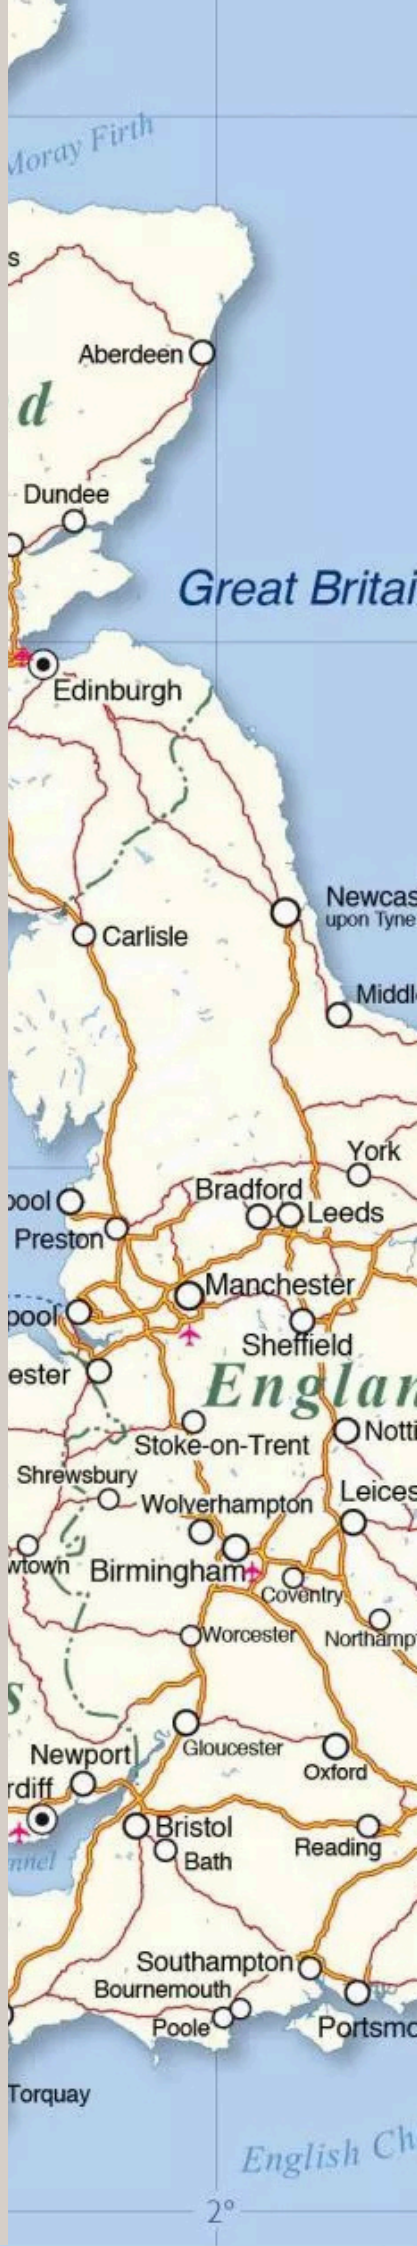 Moray Firth
s
Aberdeen
d
Dundee
Great Britai
Edinburgh
Newcas
upon Tyne
Carlisle
Middl
York
pool
Bradford
Leeds
Preston
Manchester
pool
Sheffield
ester
Englan
Stoke-on-Trent
Notti
Shrewsbury
Leices
Wolverhampton
wtown
Birmingham
Coventry
Worcester
Northamp
s
Gloucester
Newport
Oxford
rdiff
Bristol
Reading
nnel
Bath
Southampton
Bournemouth
Poole
Portsmo
Torquay
English Ch
2°